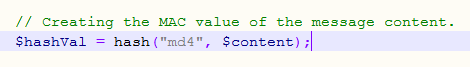 // Creating the MAC value of the message content.
$hashVal = hash("md4", $content);